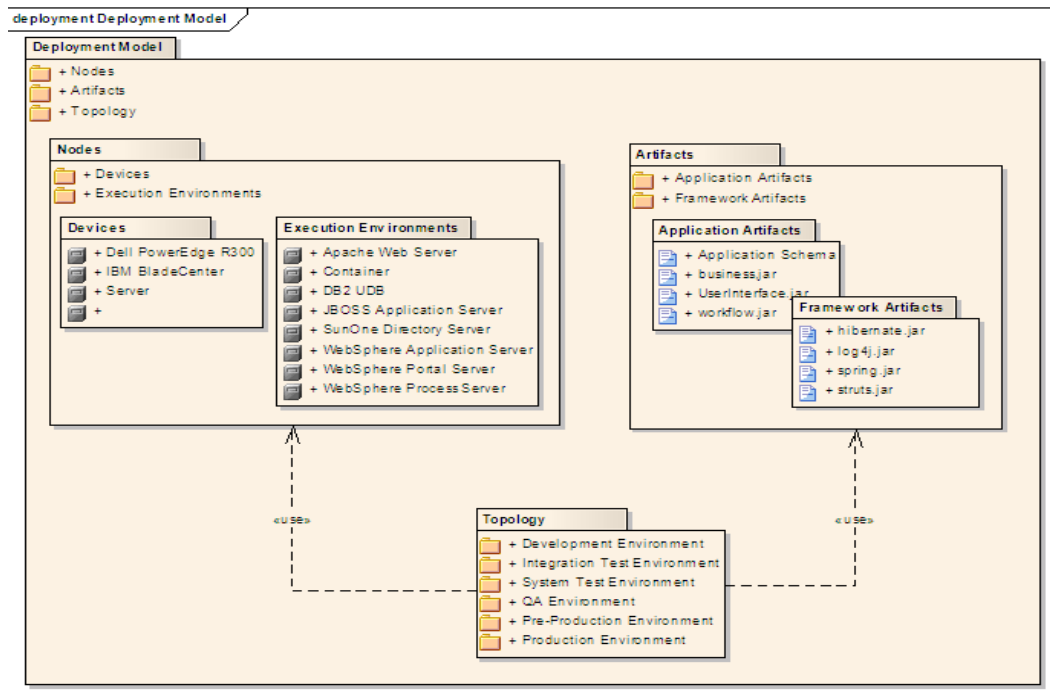 deployment Deployment Model
Deployment Model
+ Nodes
+ Artifacts
+ Topology
Nodes
+ Devices
+ Execution Environments
Devices
+ Dell PowerEdge R300
+ IBM BladeCenter
+ Server
+
Execution Environments
+ Apache Web Server
+ Container
+ DB2 UDB
+ JBOSS Application Server
+ SunOne Directory Server
+ WebSphere Application Server
+ WebSphere Portal Server
+ WebSphere Process Server
Artifacts
+ Application Artifacts
+ Framework Artifacts
Application Artifacts
+ Application Schema
+ business.jar
+ UserInterface.jar
+ workflow.jar
Framework Artifacts
+ hibernate.jar
+ log4j.jar
+ spring.jar
+ struts.jar
«use»
«use»
Topology
+ Development Environment
+ Integration Test Environment
+ System Test Environment
+ QA Environment
+ Pre-Production Environment
+ Production Environment